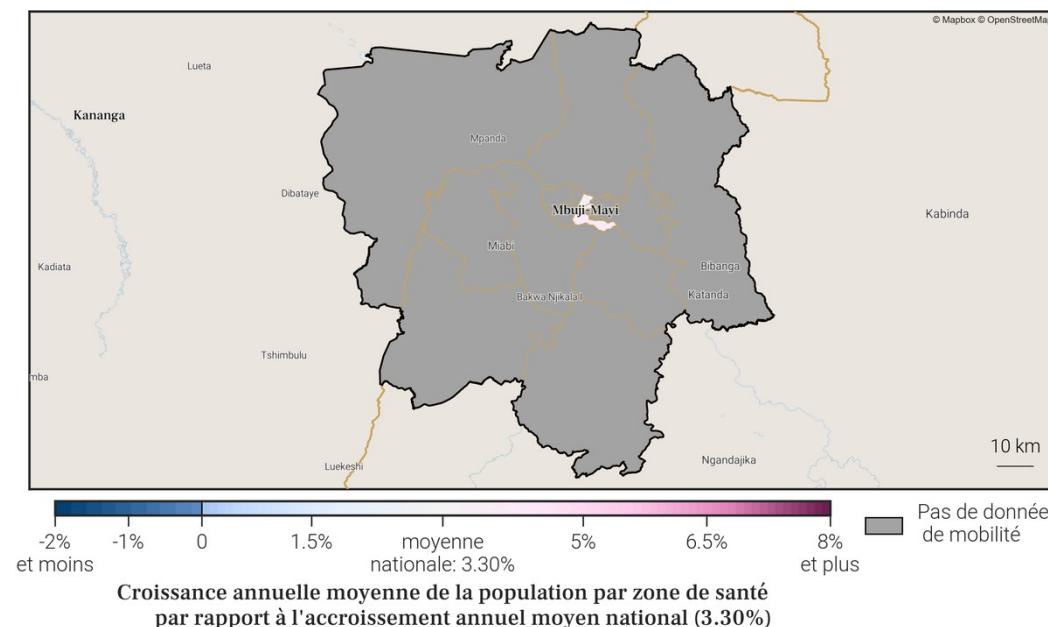 © Mapbox © OpenStreetMap
Lueta
Kananga
Mpanda
Dibataye
Mbuji-Mayi
Kabinda
Miabi
Kadiata
Bibanga
Katanda
Bakwa Njikala I
Tshimbulu
mba
10 km
Luekeshi
Ngandajika
-2%
et moins
-1%
0
1.5%
moyenne
nationale: 3.30%
5%
6.5%
8%
et plus
Pas de donnée
de mobilité
Croissance annuelle moyenne de la population par zone de santé
par rapport à l'accroissement annuel moyen national (3.30%)